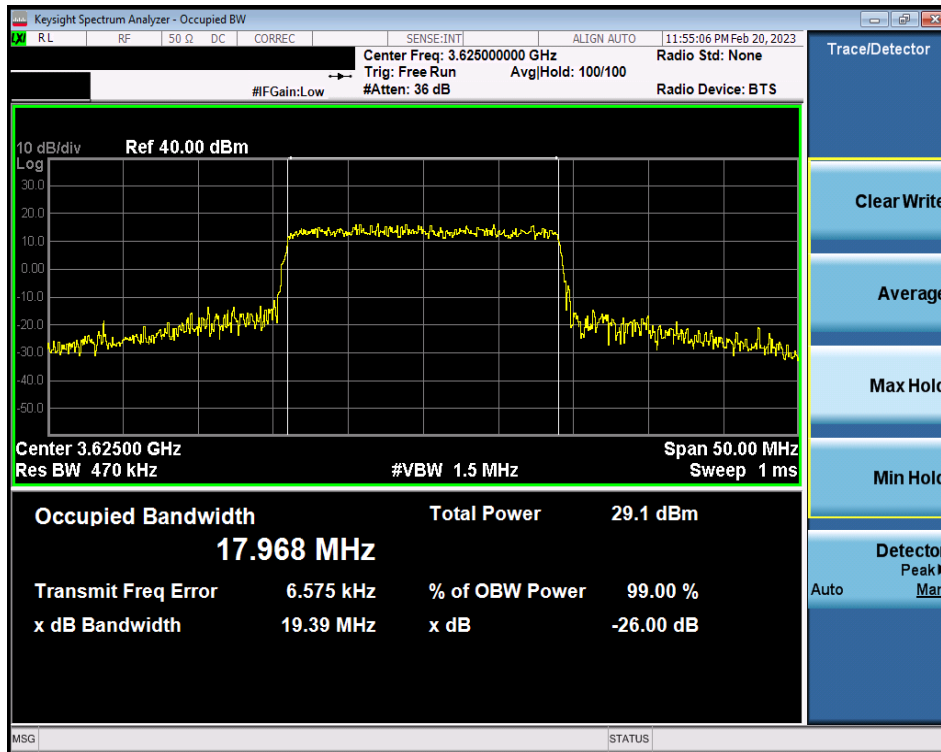 Keysight Spectrum Analyzer - Occupied BW
LXI RL RF 50 Ω DC CORREC SENSE:INT ALIGN AUTO 11:55:06 PM Feb 20, 2023
Center Freq: 3.625000000 GHz Radio Std: None
Trig: Free Run Avg|Hold: 100/100
#IFGain:Low #Atten: 36 dB Radio Device: BTS
10 dB/div Ref 40.00 dBm
Log
30.0
20.0
10.0
0.00
-10.0
-20.0
-30.0
-40.0
-50.0
Center 3.62500 GHz Span 50.00 MHz
Res BW 470 kHz #VBW 1.5 MHz Sweep 1 ms
Occupied Bandwidth Total Power 29.1 dBm
17.968 MHz
Transmit Freq Error 6.575 kHz % of OBW Power 99.00 %
x dB Bandwidth 19.39 MHz x dB -26.00 dB
MSG STATUS
Trace/Detector
Clear Write
Average
Max Hold
Min Hold
Detector
Peak
Auto Man